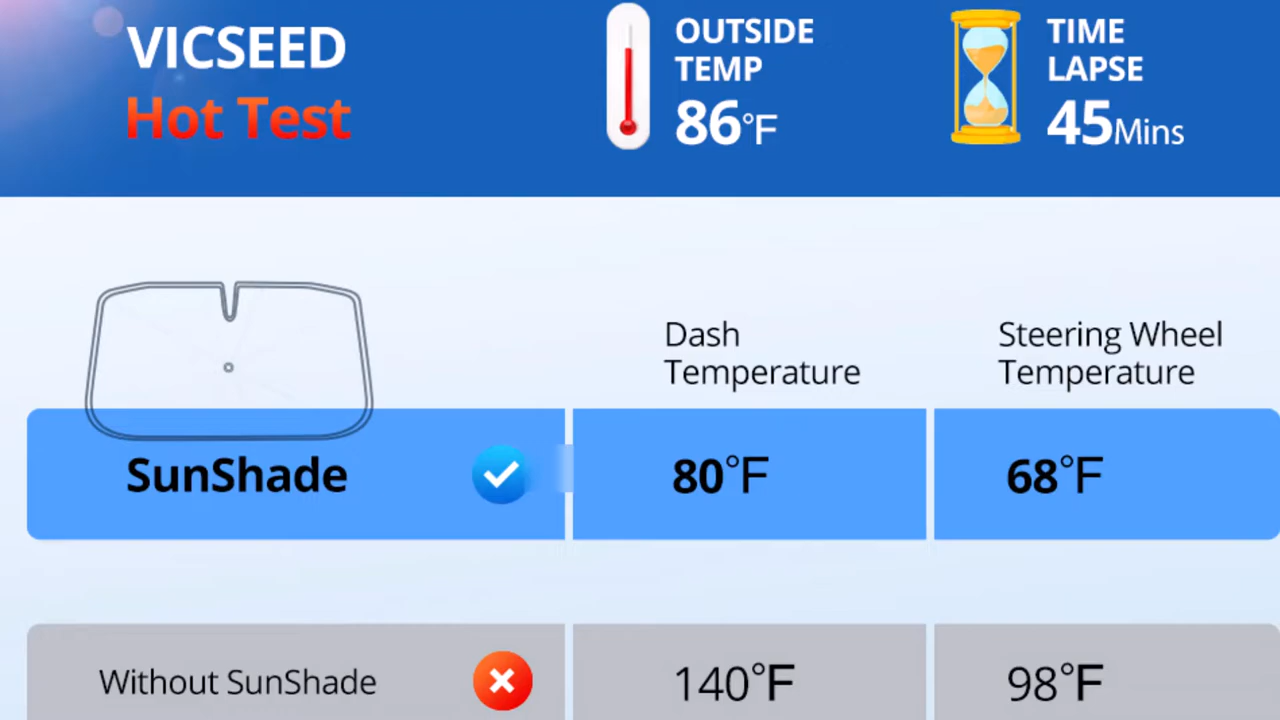 VICSEED
Hot Test
OUTSIDE
TEMP
86°F
TIME
LAPSE
45Mins
Dash
Temperature
Steering Wheel
Temperature
SunShade
80°F
68°F
Without SunShade
140°F
98°F